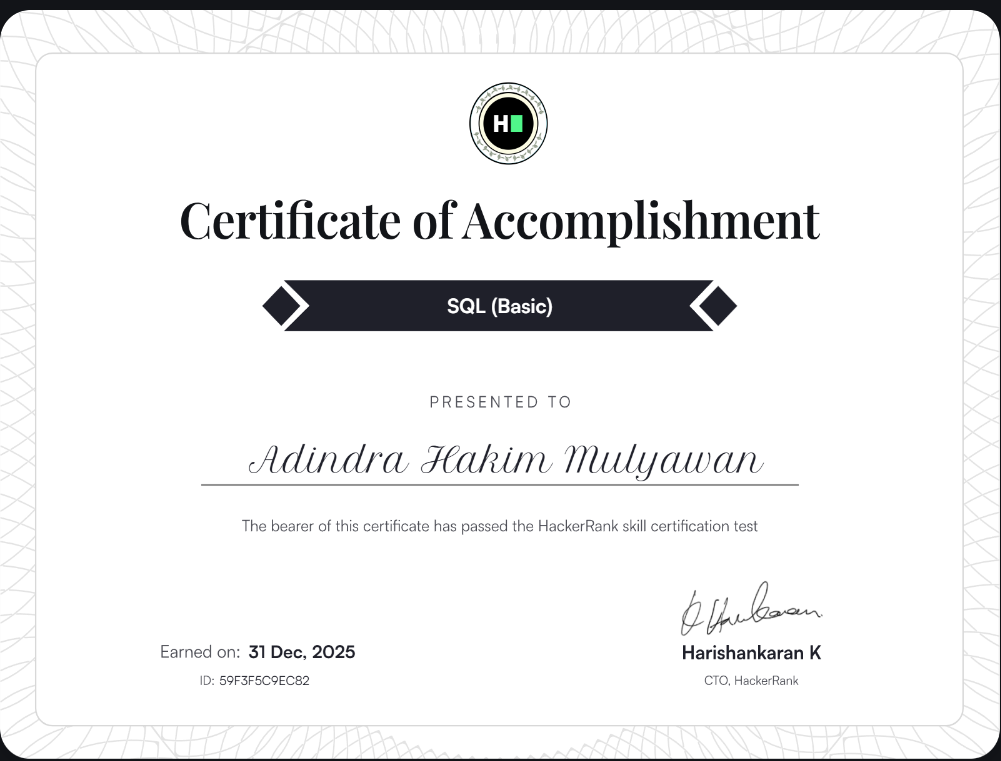 H
Certificate of Accomplishment
SQL (Basic)
PRESENTED TO
Adindra Hakim Mulyawan
The bearer of this certificate has passed the HackerRank skill certification test
Earned on: 31 Dec, 2025
ID: 59F3F5C9EC82
Harishankaran K
CTO, HackerRank